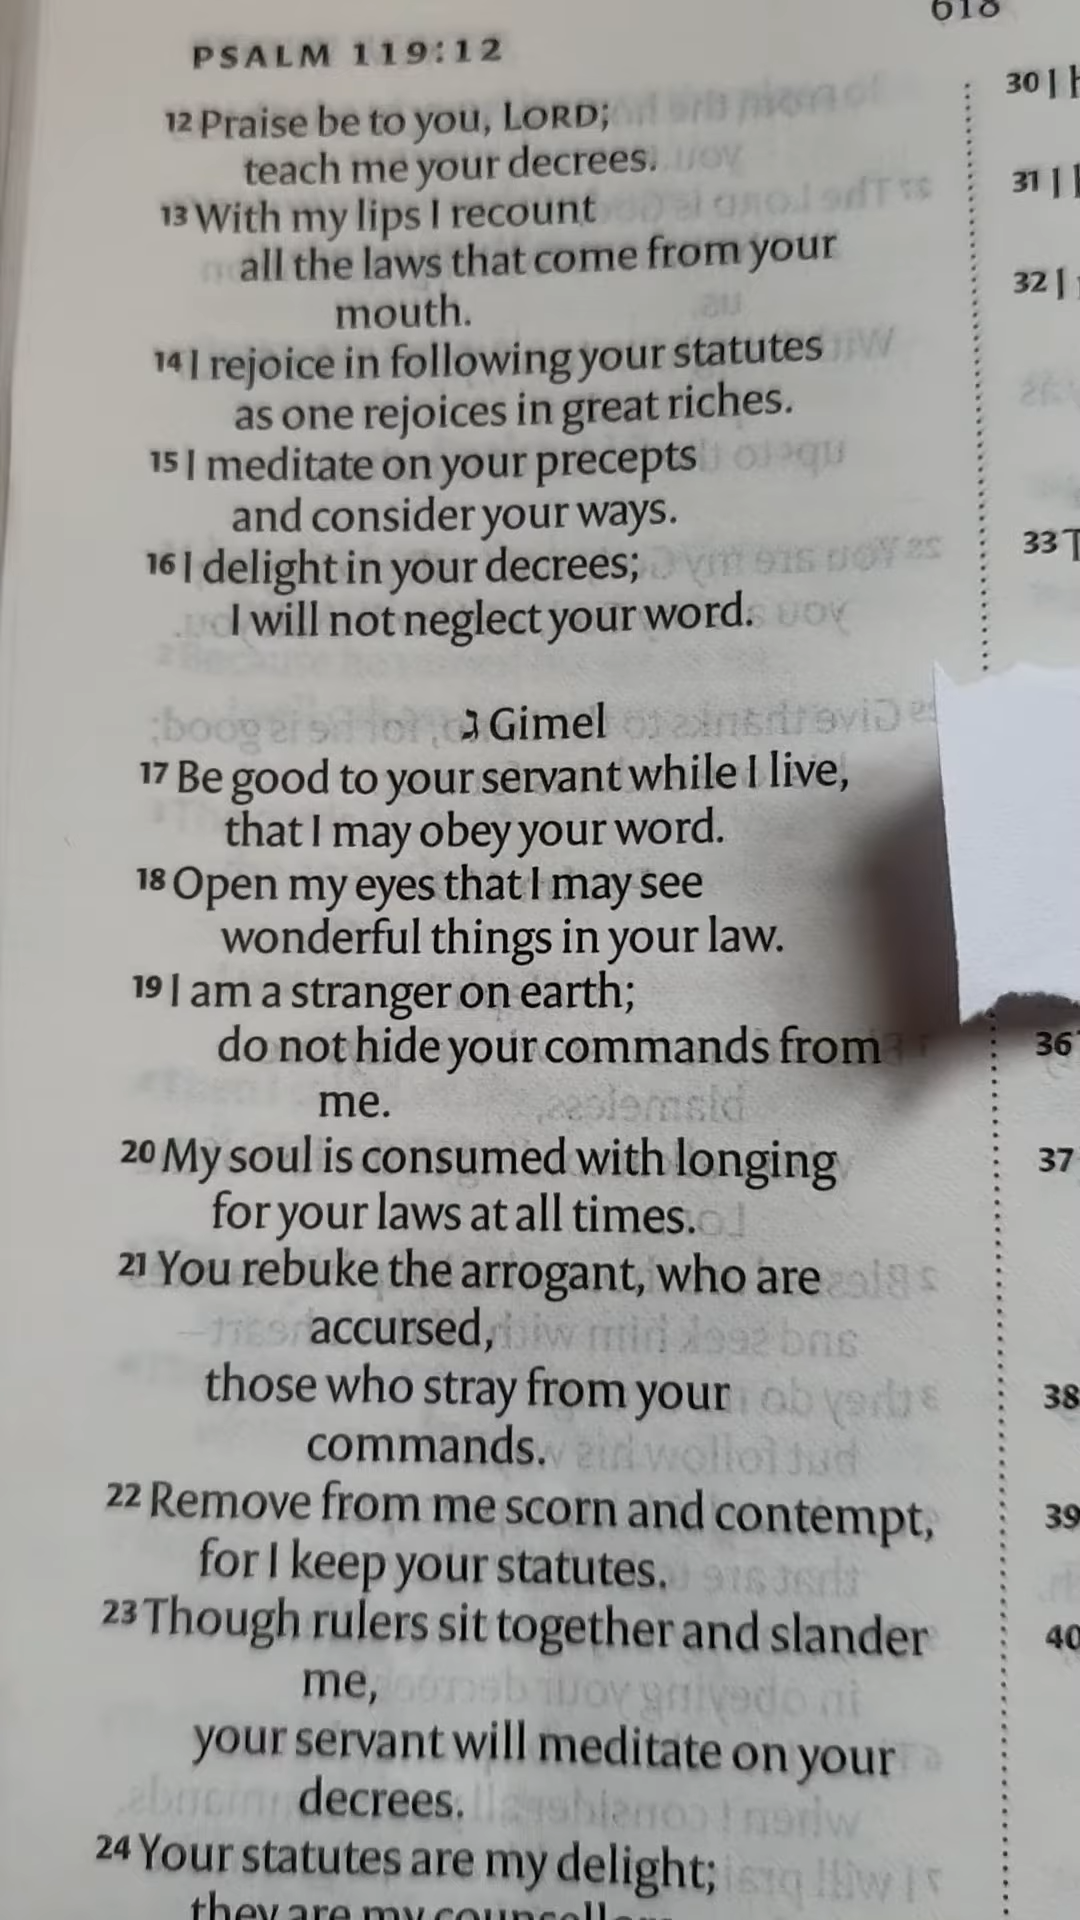 618
PSALM 119:12
12 Praise be to you, LORD;
teach me your decrees.
13 With my lips I recount
all the laws that come from your
mouth.
14 I rejoice in following your statutes
as one rejoices in great riches.
15 I meditate on your precepts
and consider your ways.
16 I delight in your decrees;
I will not neglect your word.
ג Gimel
17 Be good to your servant while I live,
that I may obey your word.
18 Open my eyes that I may see
wonderful things in your law.
19 I am a stranger on earth;
do not hide your commands from
me.
20 My soul is consumed with longing
for your laws at all times.
21 You rebuke the arrogant, who are
accursed,
those who stray from your
commands.
22 Remove from me scorn and contempt,
for I keep your statutes.
23 Though rulers sit together and slander
me,
your servant will meditate on your
decrees.
24 Your statutes are my delight;
they are my
30 I
31 I
32 I
33
36
37
38
39
40